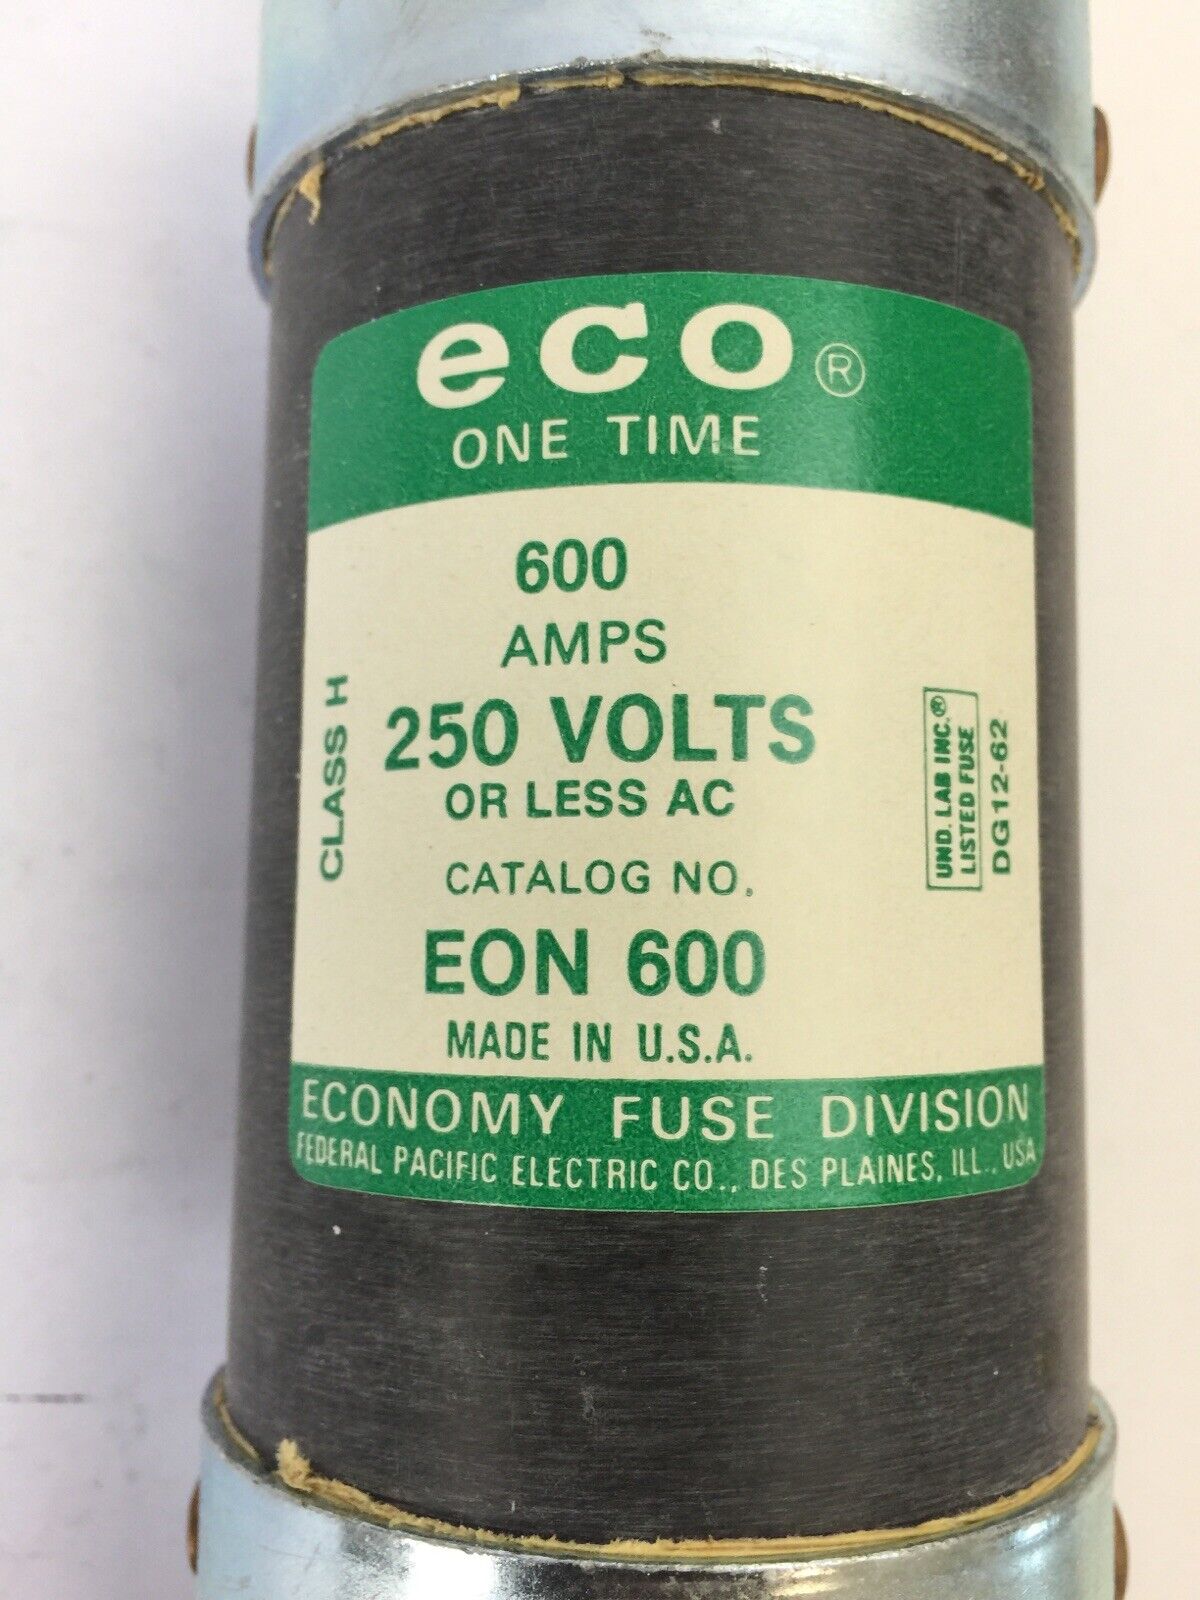 eco®
ONE TIME
600
AMPS
250 VOLTS
OR LESS AC
CATALOG NO.
EON 600
MADE IN U.S.A.
CLASS H
UND. LAB INC.®
LISTED FUSE
DG12-62
ECONOMY FUSE DIVISION
FEDERAL PACIFIC ELECTRIC CO., DES PLAINES, ILL., USA